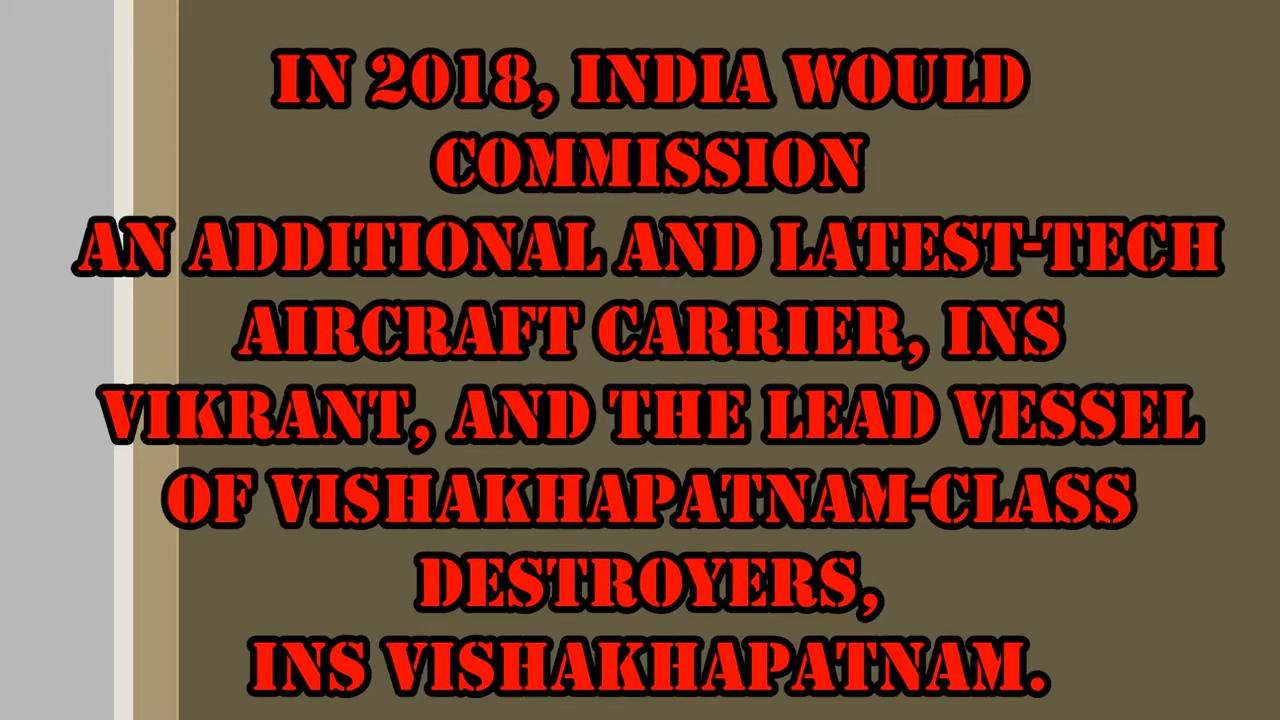 IN 2018, INDIA WOULD
COMMISSION
AN ADDITIONAL AND LATEST-TECH
AIRCRAFT CARRIER, INS
VIKRANT, AND THE LEAD VESSEL
OF VISHAKHAPATNAM-CLASS
DESTROYERS,
INS VISHAKHAPATNAM.